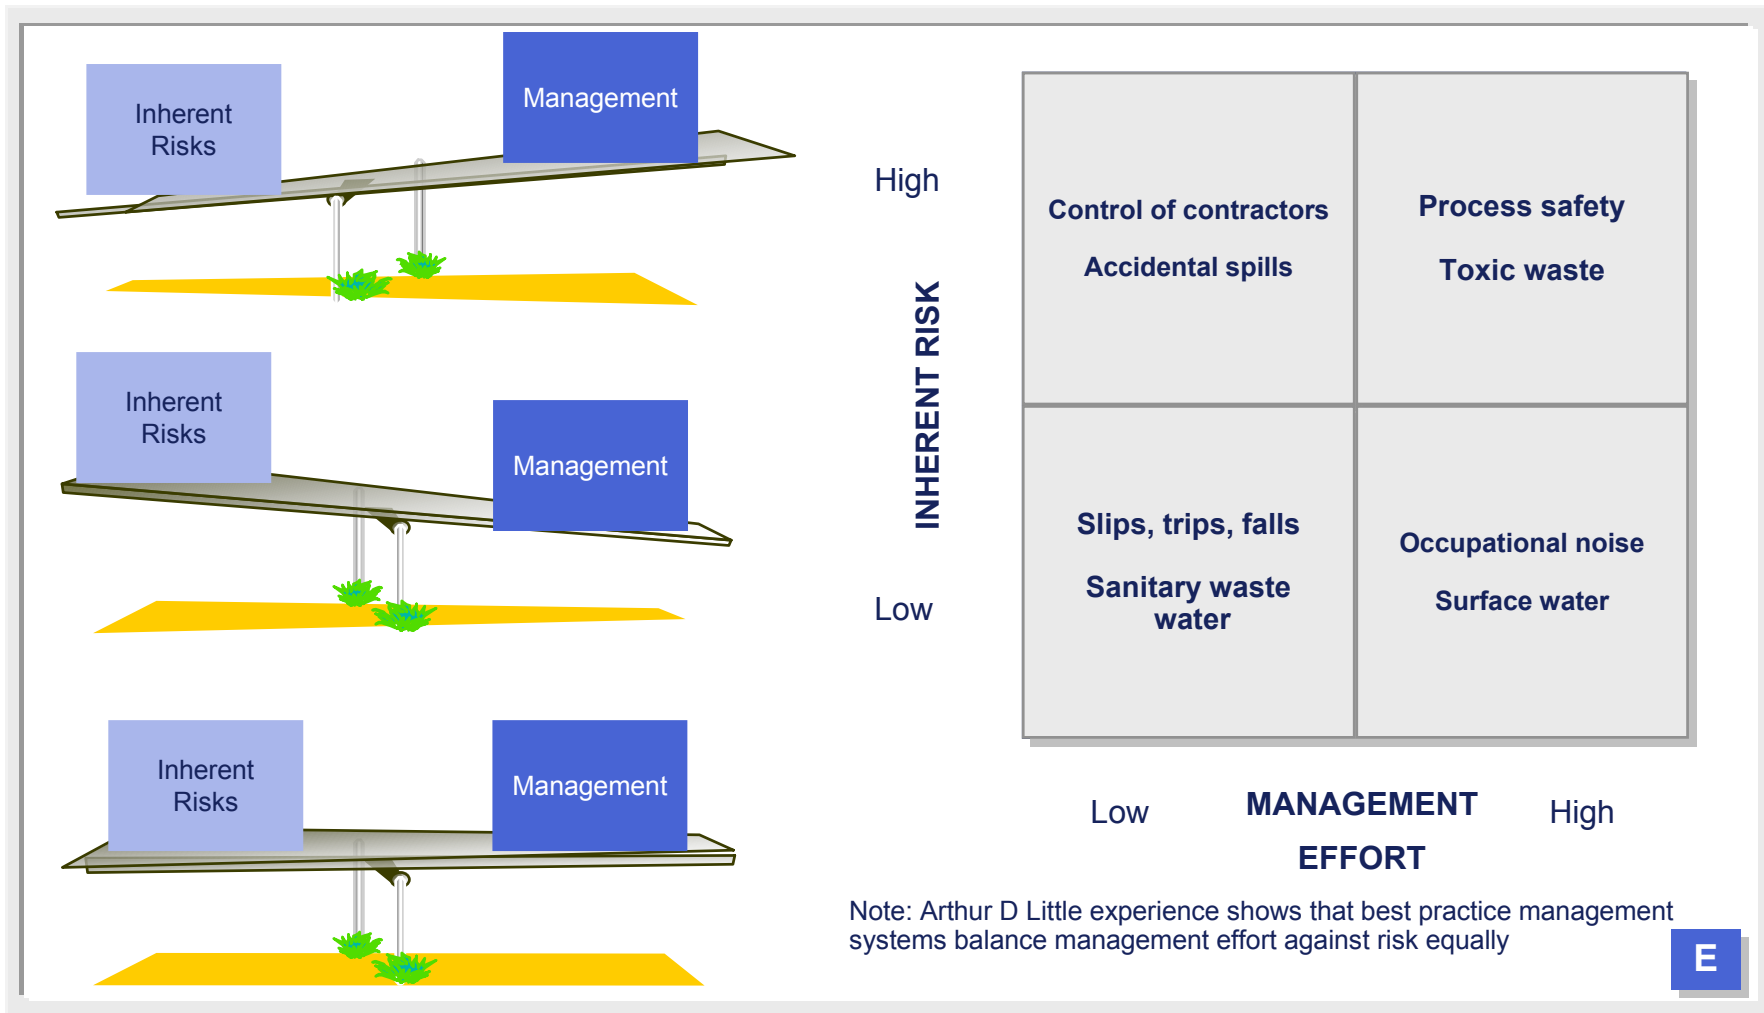 Inherent
Risks
Management
Inherent
Risks
Management
Inherent
Risks
Management
High
INHERENT RISK
Low
Control of contractors
Accidental spills
Process safety
Toxic waste
Slips, trips, falls
Sanitary waste
water
Occupational noise
Surface water
Low
MANAGEMENT
EFFORT
High
Note: Arthur D Little experience shows that best practice management
systems balance management effort against risk equally
E